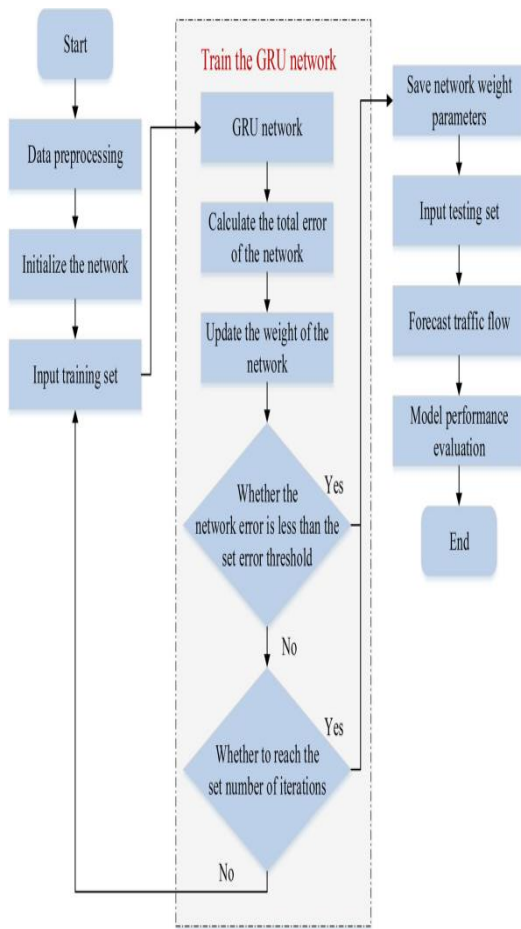 Start
Data preprocessing
Initialize the network
Input training set
Train the GRU network
GRU network
Calculate the total error
of the network
Update the weight of the
network
Whether the
network error is less than the
set error threshold
Yes
No
Whether to reach the
set number of iterations
Yes
No
Save network weight
parameters
Input testing set
Forecast traffic flow
Model performance
evaluation
End